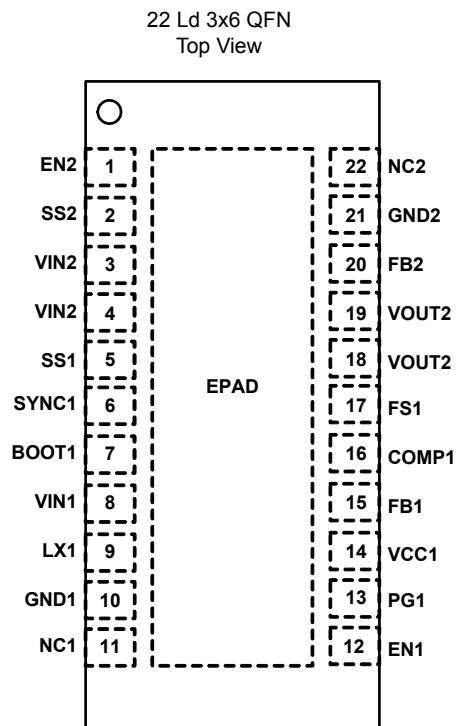 22 Ld 3x6 QFN
Top View
EN2 1 22 NC2
SS2 2 21 GND2
VIN2 3 20 FB2
VIN2 4 19 VOUT2
SS1 5 18 VOUT2
EPAD
SYNC1 6 17 FS1
BOOT1 7 16 COMP1
VIN1 8 15 FB1
LX1 9 14 VCC1
GND1 10 13 PG1
NC1 11 12 EN1